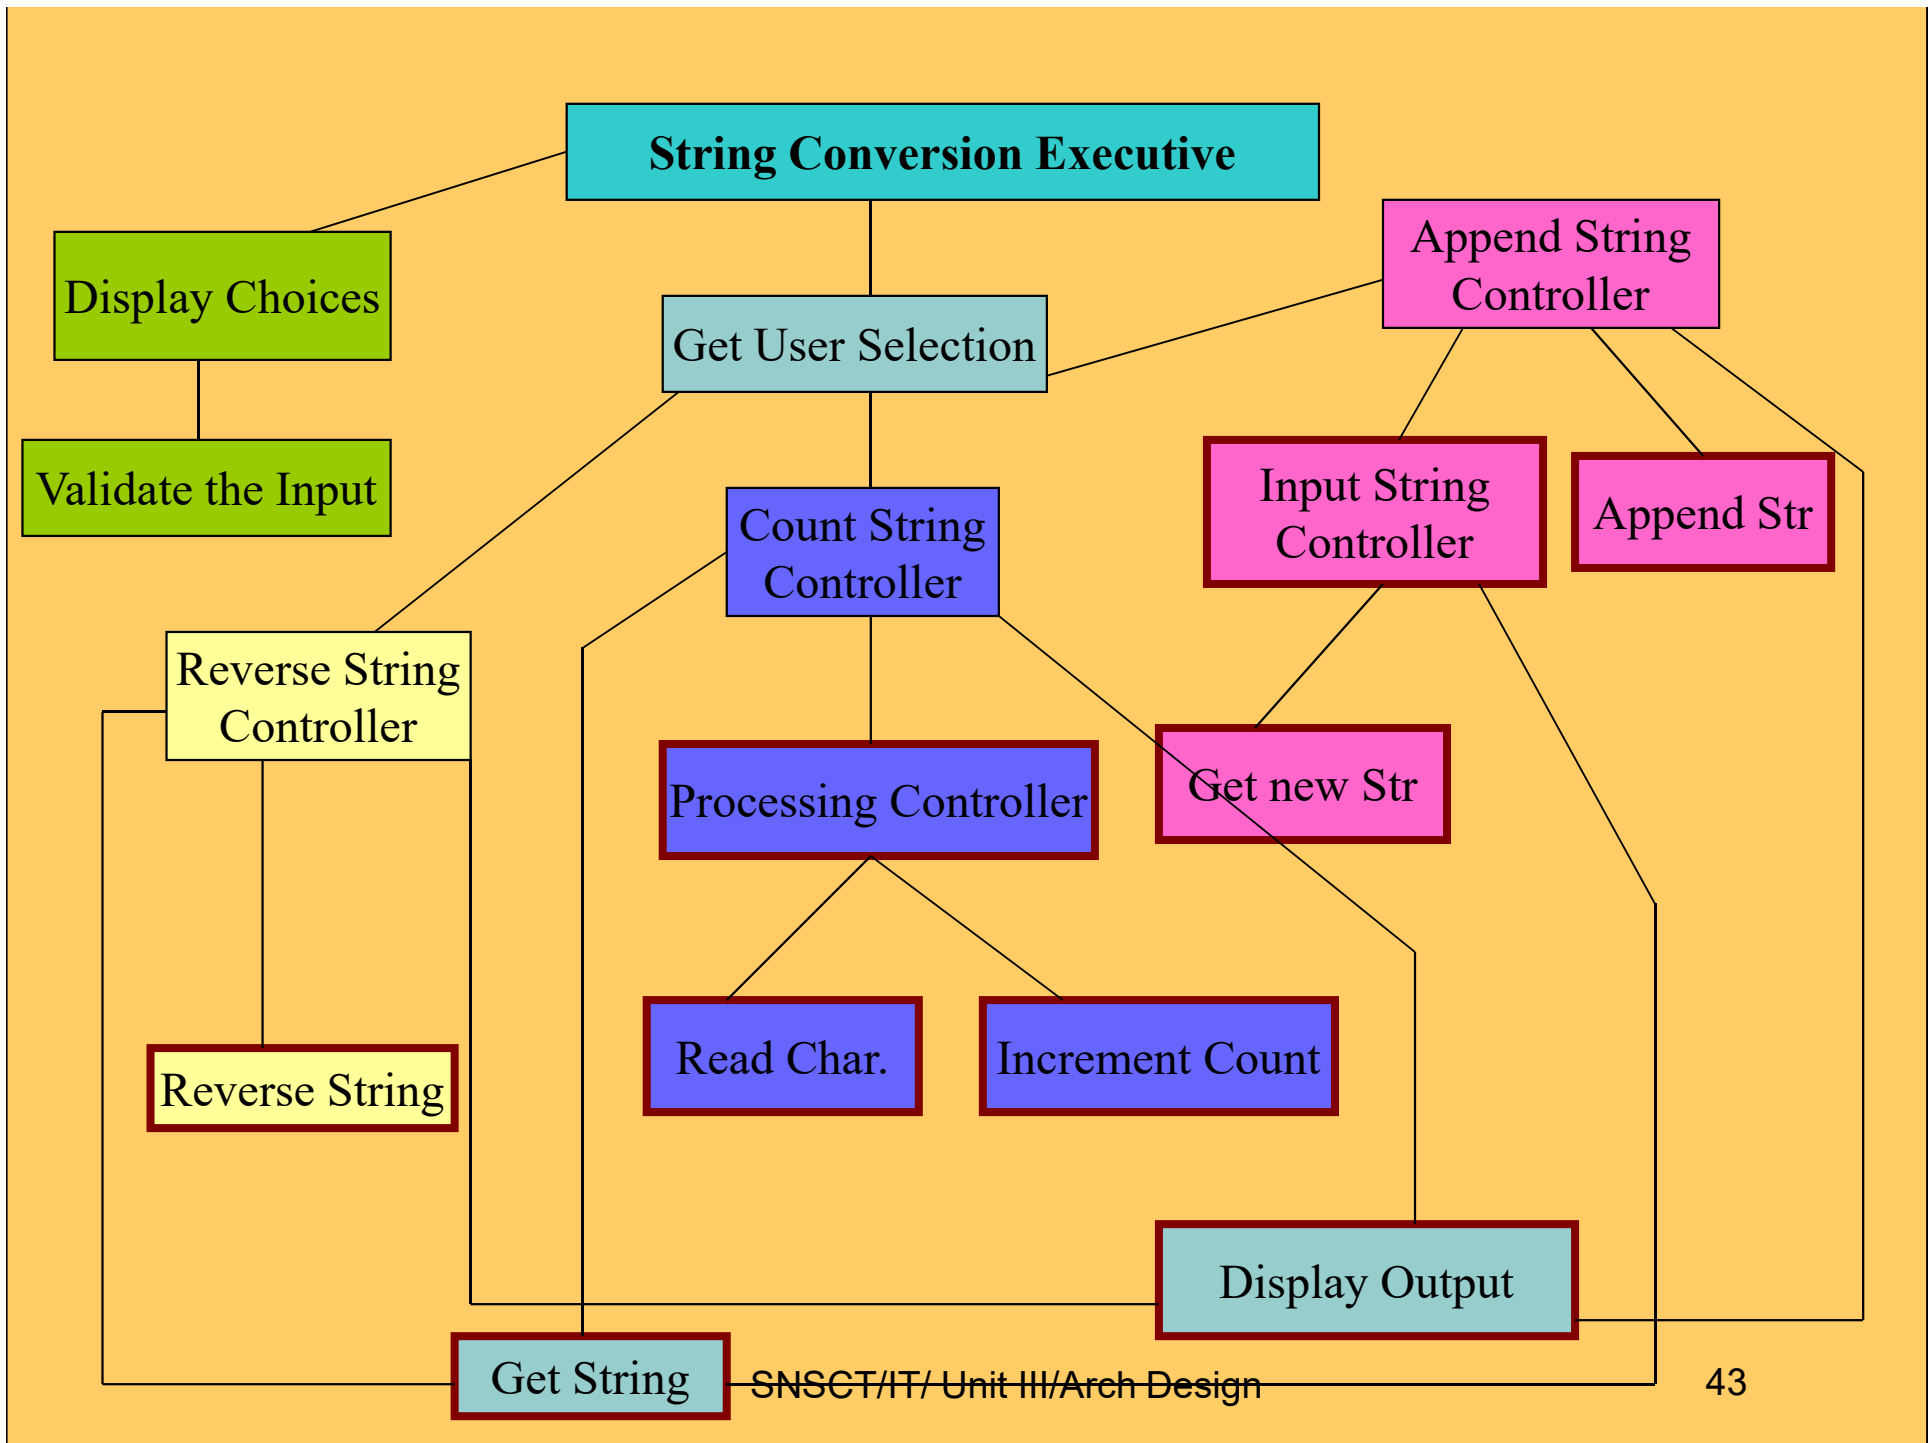 String Conversion Executive
Append String
Controller
Display Choices
Get User Selection
Validate the Input
Count String
Controller
Input String
Controller
Append Str
Reverse String
Controller
Processing Controller
Get new Str
Read Char.
Increment Count
Reverse String
Display Output
Get String
SNSCT/IT/ Unit III/Arch Design
43